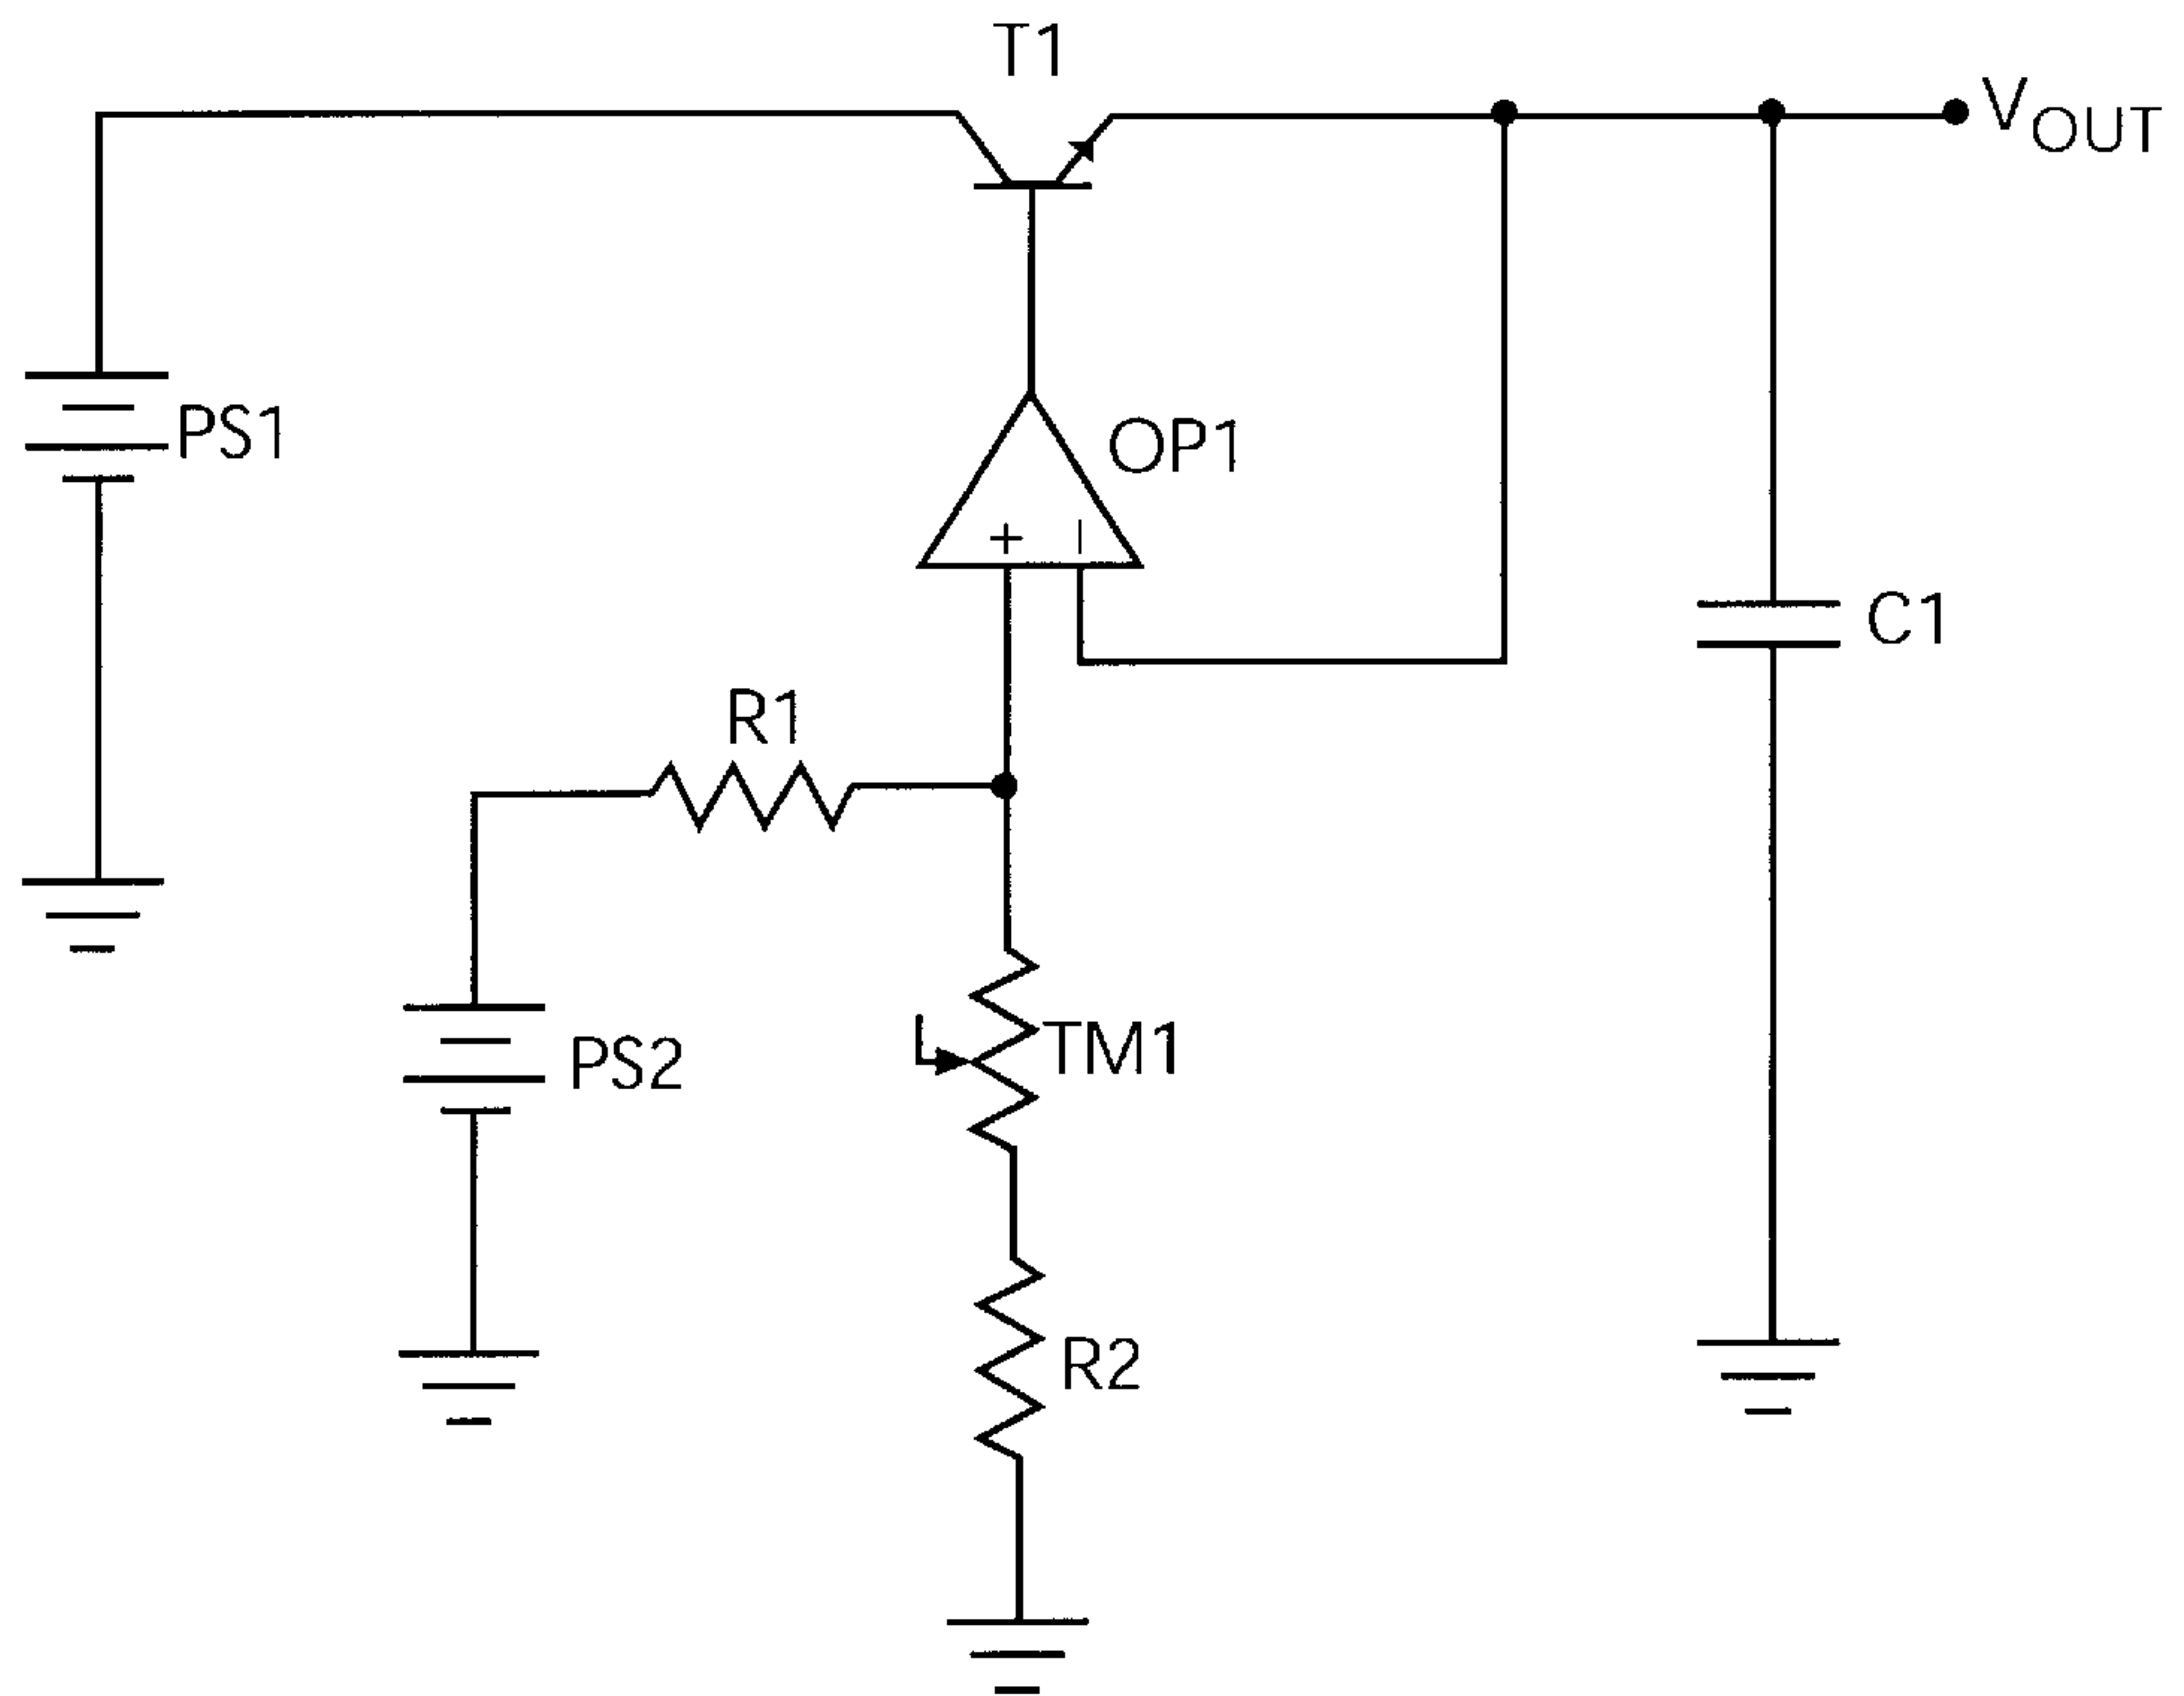 T1
VOUT
PS1
OP1
+ −
C1
R1
PS2
TM1
R2